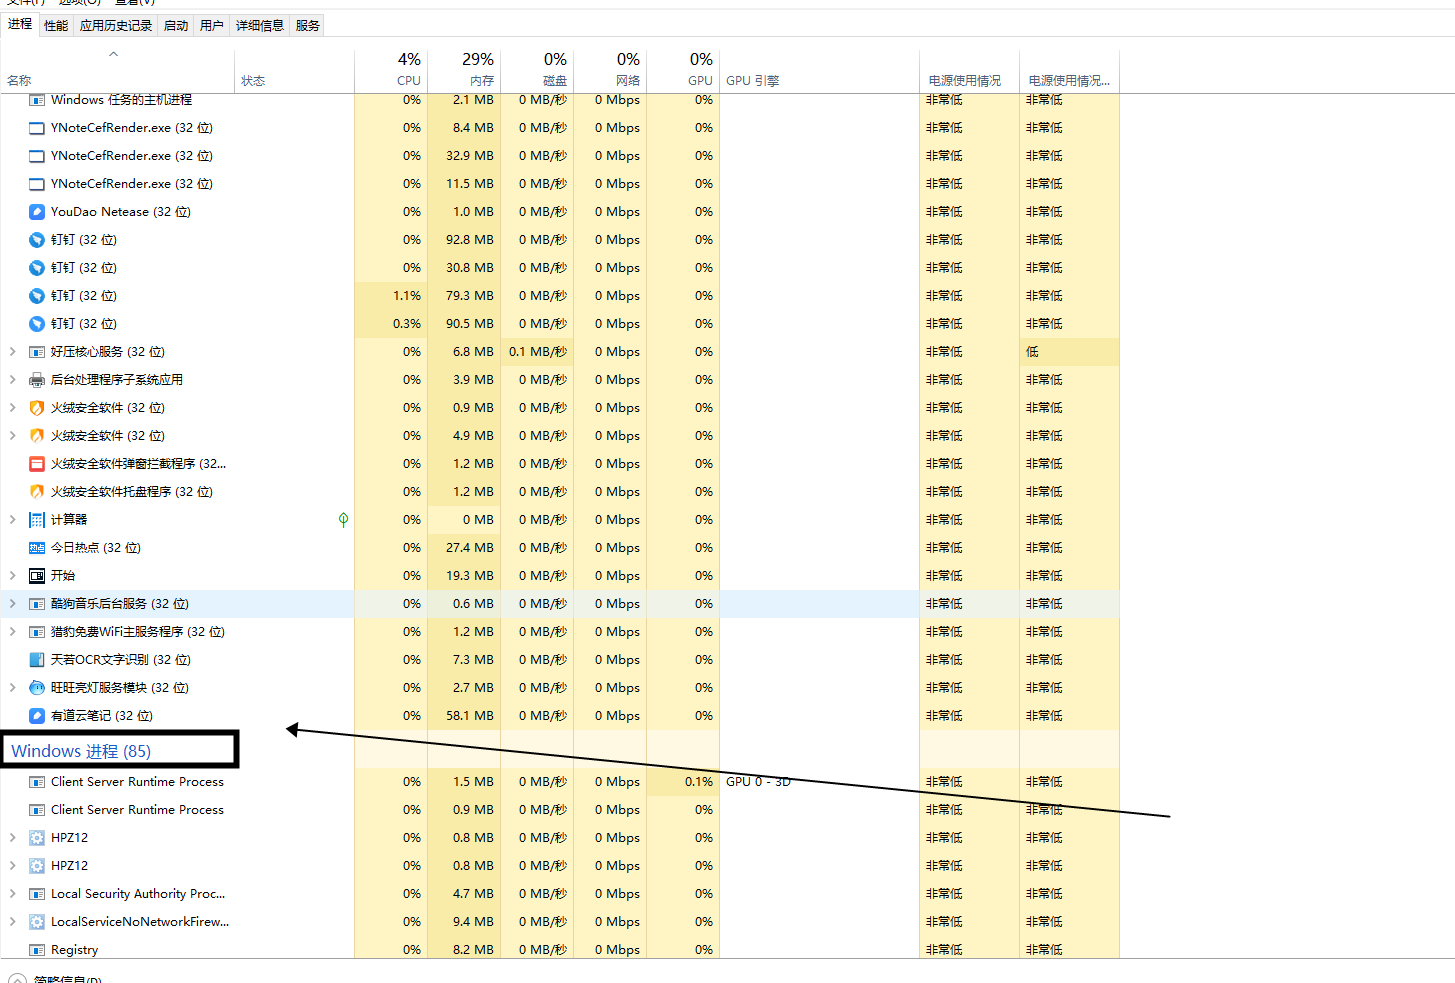 文件(F) 选项(O) 查看(V)
进程 性能 应用历史记录 启动 用户 详细信息 服务
4% 29% 0% 0% 0%
名称 状态 CPU 内存 磁盘 网络 GPU GPU 引擎 电源使用情况 电源使用情况...
Windows 任务的主机进程 0% 2.1 MB 0 MB/秒 0 Mbps 0% 非常低 非常低
YNoteCefRender.exe (32 位) 0% 8.4 MB 0 MB/秒 0 Mbps 0% 非常低 非常低
YNoteCefRender.exe (32 位) 0% 32.9 MB 0 MB/秒 0 Mbps 0% 非常低 非常低
YNoteCefRender.exe (32 位) 0% 11.5 MB 0 MB/秒 0 Mbps 0% 非常低 非常低
YouDao Netease (32 位) 0% 1.0 MB 0 MB/秒 0 Mbps 0% 非常低 非常低
钉钉 (32 位) 0% 92.8 MB 0 MB/秒 0 Mbps 0% 非常低 非常低
钉钉 (32 位) 0% 30.8 MB 0 MB/秒 0 Mbps 0% 非常低 非常低
钉钉 (32 位) 1.1% 79.3 MB 0 MB/秒 0 Mbps 0% 非常低 非常低
钉钉 (32 位) 0.3% 90.5 MB 0 MB/秒 0 Mbps 0% 非常低 非常低
好压核心服务 (32 位) 0% 6.8 MB 0.1 MB/秒 0 Mbps 0% 非常低 低
后台处理程序子系统应用 0% 3.9 MB 0 MB/秒 0 Mbps 0% 非常低 非常低
火绒安全软件 (32 位) 0% 0.9 MB 0 MB/秒 0 Mbps 0% 非常低 非常低
火绒安全软件 (32 位) 0% 4.9 MB 0 MB/秒 0 Mbps 0% 非常低 非常低
火绒安全软件弹窗拦截程序 (32... 0% 1.2 MB 0 MB/秒 0 Mbps 0% 非常低 非常低
火绒安全软件托盘程序 (32 位) 0% 1.2 MB 0 MB/秒 0 Mbps 0% 非常低 非常低
计算器 0% 0 MB 0 MB/秒 0 Mbps 0% 非常低 非常低
热点 今日热点 (32 位) 0% 27.4 MB 0 MB/秒 0 Mbps 0% 非常低 非常低
开始 0% 19.3 MB 0 MB/秒 0 Mbps 0% 非常低 非常低
酷狗音乐后台服务 (32 位) 0% 0.6 MB 0 MB/秒 0 Mbps 0% 非常低 非常低
猎豹免费WiFi主服务程序 (32 位) 0% 1.2 MB 0 MB/秒 0 Mbps 0% 非常低 非常低
天若OCR文字识别 (32 位) 0% 7.3 MB 0 MB/秒 0 Mbps 0% 非常低 非常低
旺旺亮灯服务模块 (32 位) 0% 2.7 MB 0 MB/秒 0 Mbps 0% 非常低 非常低
有道云笔记 (32 位) 0% 58.1 MB 0 MB/秒 0 Mbps 0% 非常低 非常低
Windows 进程 (85)
Client Server Runtime Process 0% 1.5 MB 0 MB/秒 0 Mbps 0.1% GPU 0 - 3D 非常低 非常低
Client Server Runtime Process 0% 0.9 MB 0 MB/秒 0 Mbps 0% 非常低 非常低
HPZ12 0% 0.8 MB 0 MB/秒 0 Mbps 0% 非常低 非常低
HPZ12 0% 0.8 MB 0 MB/秒 0 Mbps 0% 非常低 非常低
Local Security Authority Proc... 0% 4.7 MB 0 MB/秒 0 Mbps 0% 非常低 非常低
LocalServiceNoNetworkFirew... 0% 9.4 MB 0 MB/秒 0 Mbps 0% 非常低 非常低
Registry 0% 8.2 MB 0 MB/秒 0 Mbps 0% 非常低 非常低
简略信息(D)